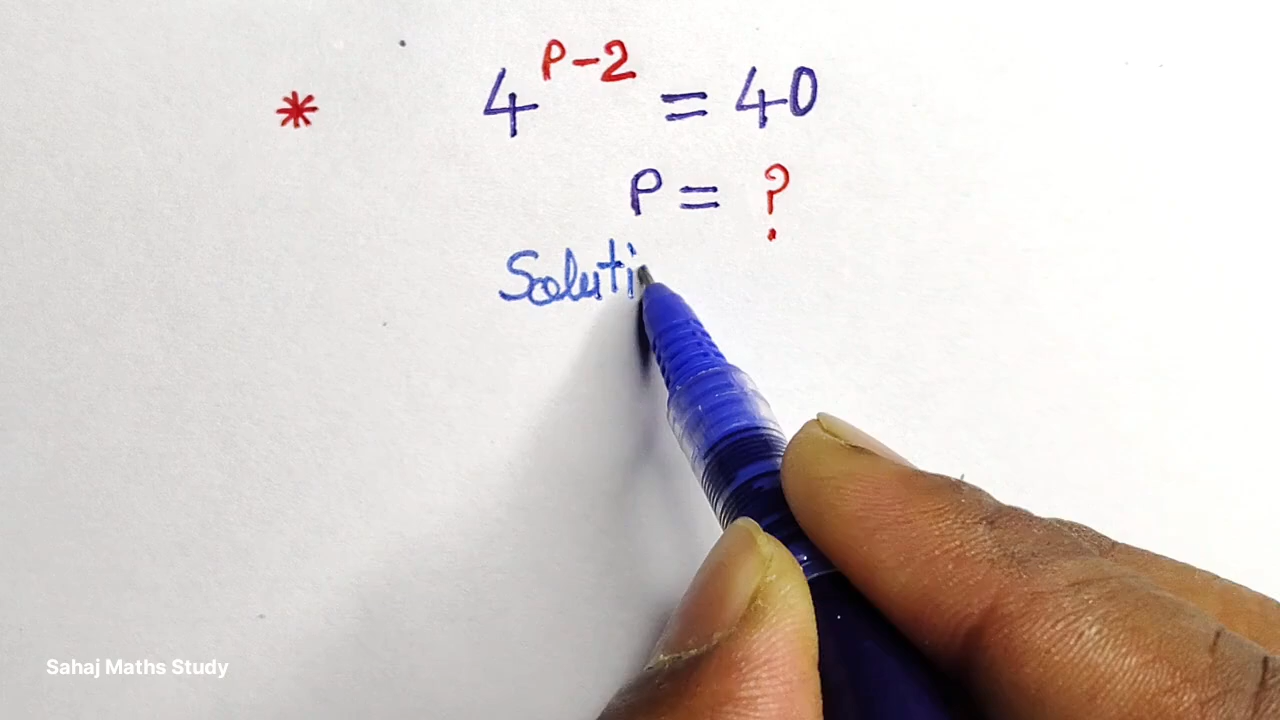 * 4^{P-2} = 40
P = ?
Soluti
Sahaj Maths Study